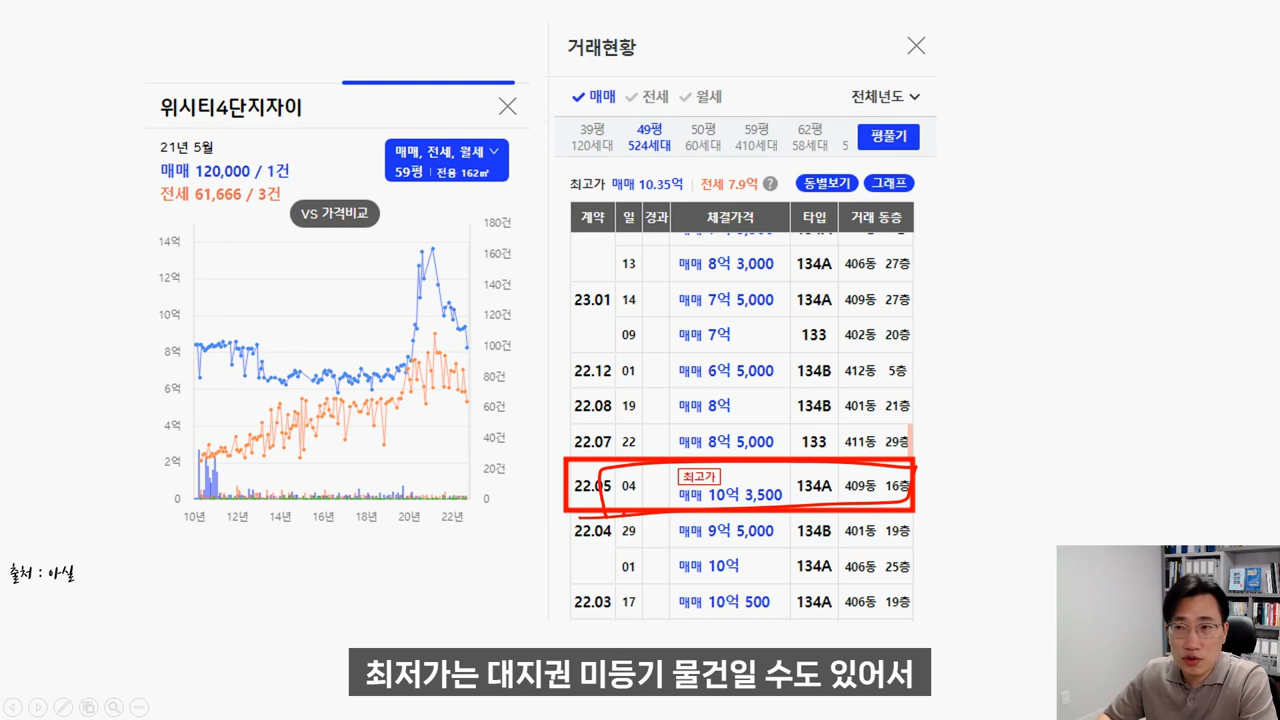 위시티4단지자이
21년 5월
매매 120,000 / 1건
전세 61,666 / 3건
매매, 전세, 월세
59평 | 전용 162㎡
VS 가격비교
14억
12억
10억
8억
6억
4억
2억
0
180건
160건
140건
120건
100건
80건
60건
40건
20건
0
10년 12년 14년 16년 18년 20년 22년
거래현황
매매 전세 월세 전체년도
39평 49평 50평 59평 62평
120세대 524세대 60세대 410세대 58세대 5
평풀기
최고가 매매 10.35억 | 전세 7.9억 ? 동별보기 그래프
계약 일 경과 체결가격 타입 거래 동층
13 매매 8억 3,000 134A 406동 27층
23.01 14 매매 7억 5,000 134A 409동 27층
09 매매 7억 133 402동 20층
22.12 01 매매 6억 5,000 134B 412동 5층
22.08 19 매매 8억 134B 401동 21층
22.07 22 매매 8억 5,000 133 411동 29층
최고가
22.05 04 매매 10억 3,500 134A 409동 16층
22.04 29 매매 9억 5,000 134B 401동 19층
01 매매 10억 134A 406동 25층
22.03 17 매매 10억 500 134A 406동 19층
출처 : 아실
최저가는 대지권 미등기 물건일 수도 있어서